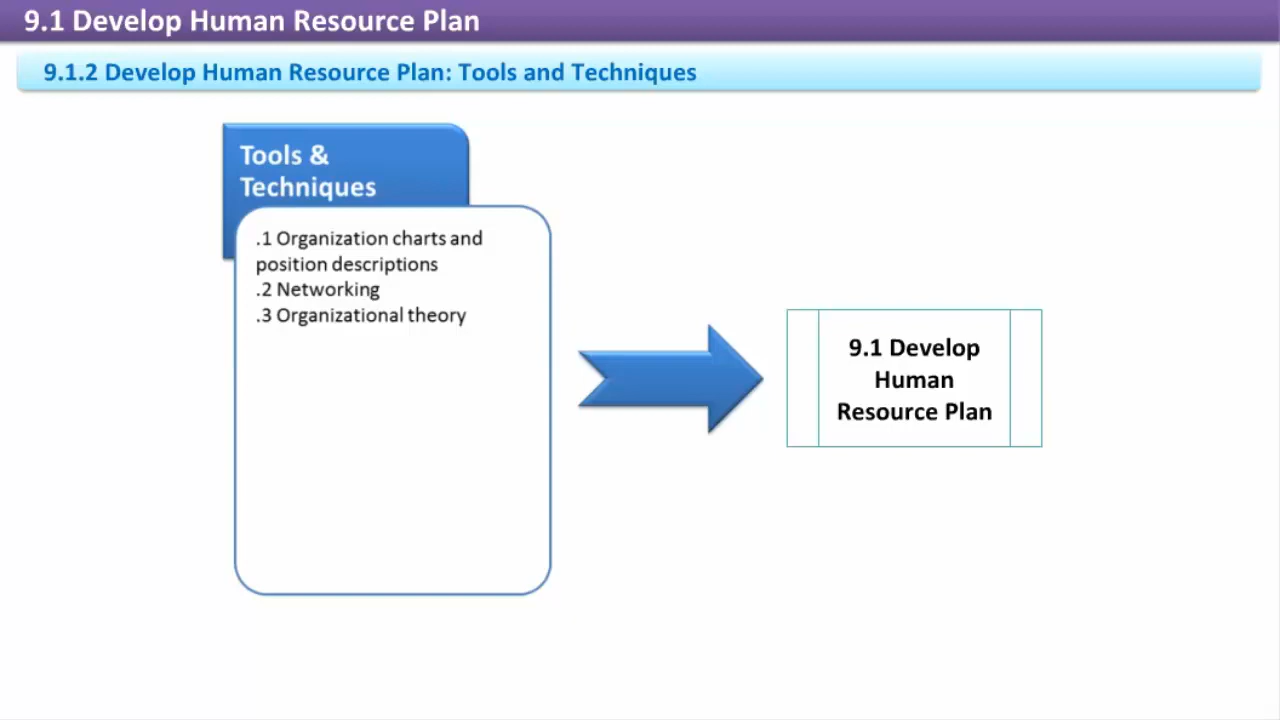 9.1 Develop Human Resource Plan
9.1.2 Develop Human Resource Plan: Tools and Techniques
Tools &
Techniques
.1 Organization charts and
position descriptions
.2 Networking
.3 Organizational theory
9.1 Develop
Human
Resource Plan